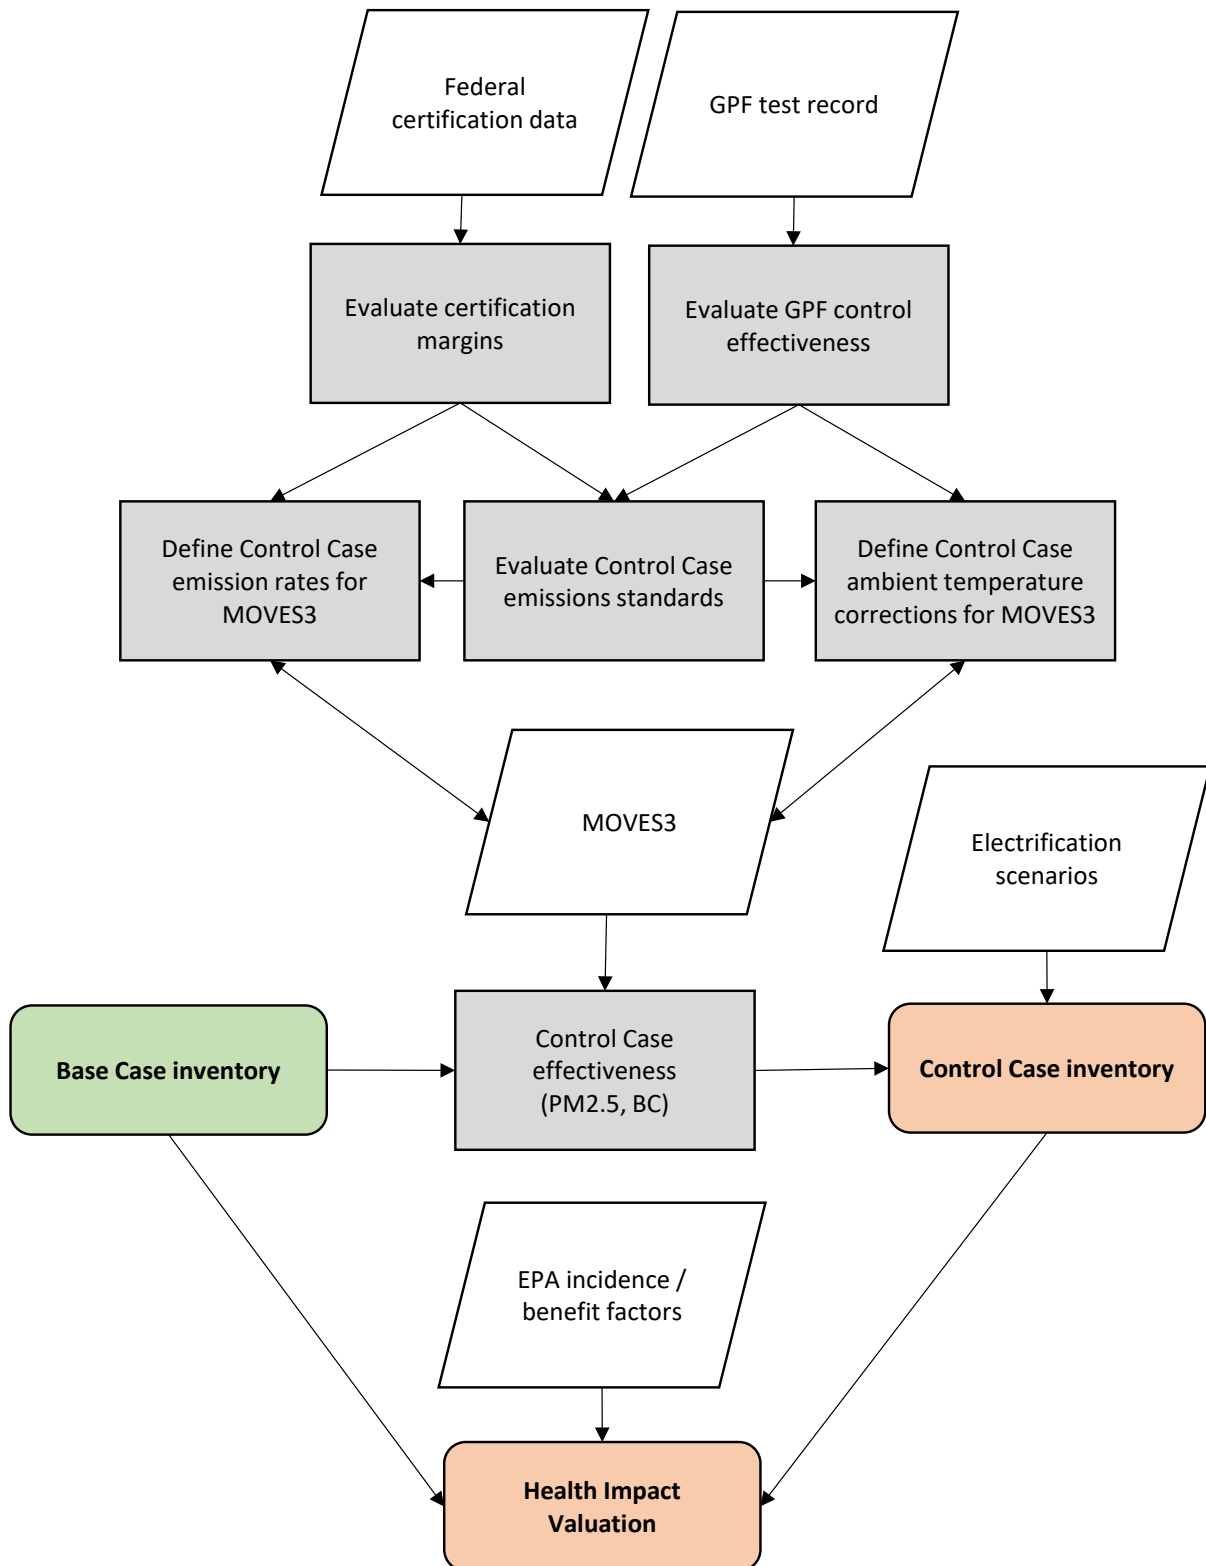 Federal
certification data
GPF test record
Evaluate certification
margins
Evaluate GPF control
effectiveness
Define Control Case
emission rates for
MOVES3
Evaluate Control Case
emissions standards
Define Control Case
ambient temperature
corrections for MOVES3
MOVES3
Electrification
scenarios
Base Case inventory
Control Case
effectiveness
(PM2.5, BC)
Control Case inventory
EPA incidence /
benefit factors
Health Impact
Valuation